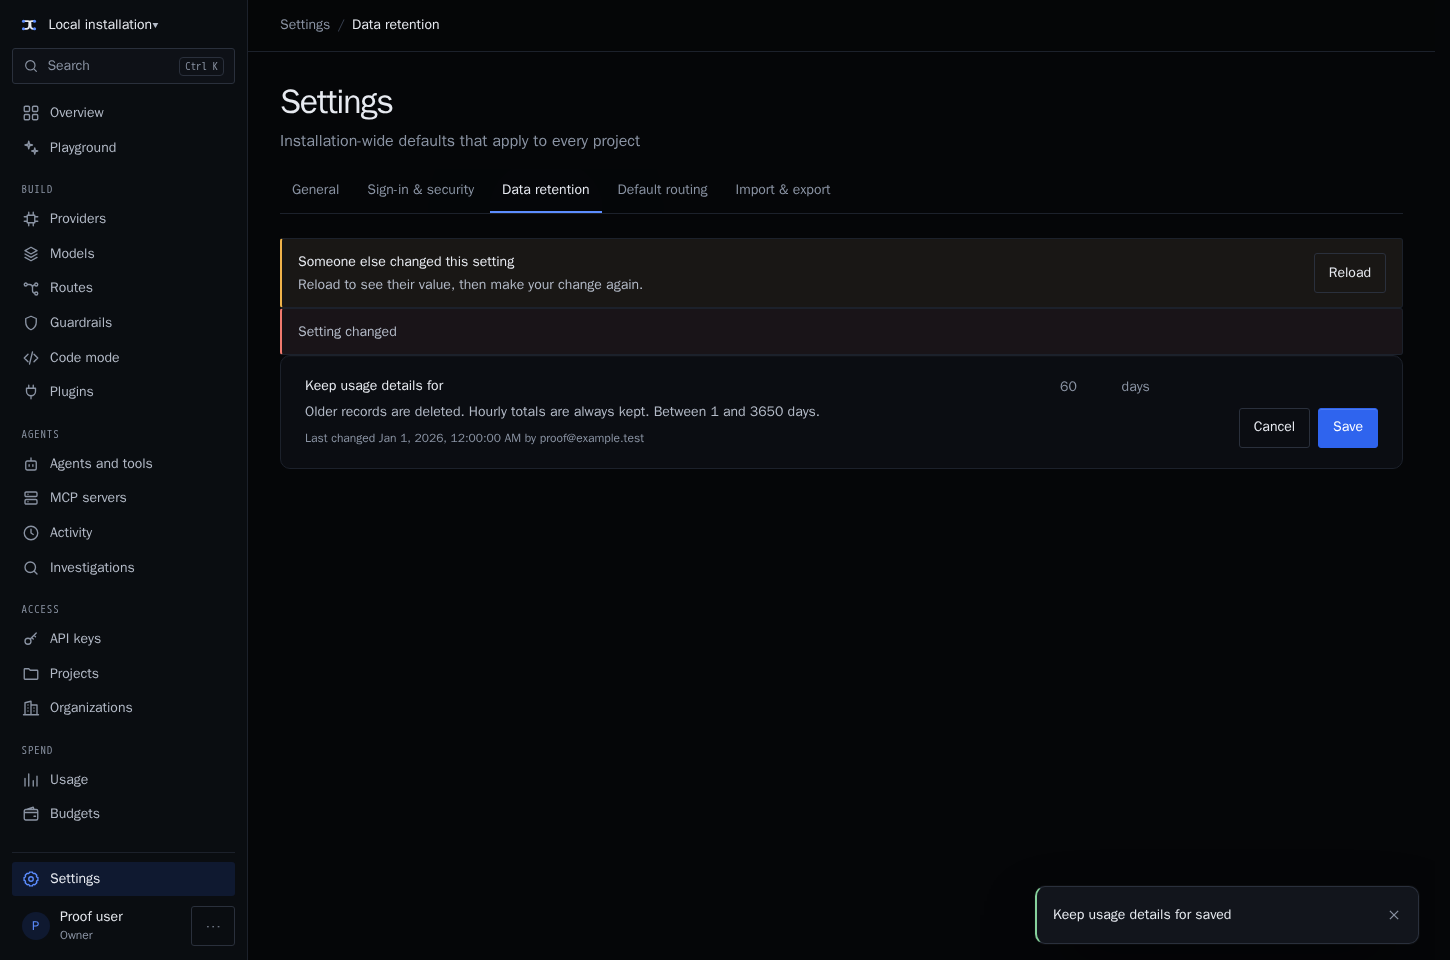 Local installation▾
Search
Ctrl K
Overview
Playground
BUILD
Providers
Models
Routes
Guardrails
Code mode
Plugins
AGENTS
Agents and tools
MCP servers
Activity
Investigations
ACCESS
API keys
Projects
Organizations
SPEND
Usage
Budgets
Settings
P
Proof user
Owner
...
Settings / Data retention
Settings
Installation-wide defaults that apply to every project
General
Sign-in & security
Data retention
Default routing
Import & export
Someone else changed this setting
Reload to see their value, then make your change again.
Reload
Setting changed
Keep usage details for
60 days
Older records are deleted. Hourly totals are always kept. Between 1 and 3650 days.
Last changed Jan 1, 2026, 12:00:00 AM by proof@example.test
Cancel
Save
Keep usage details for saved